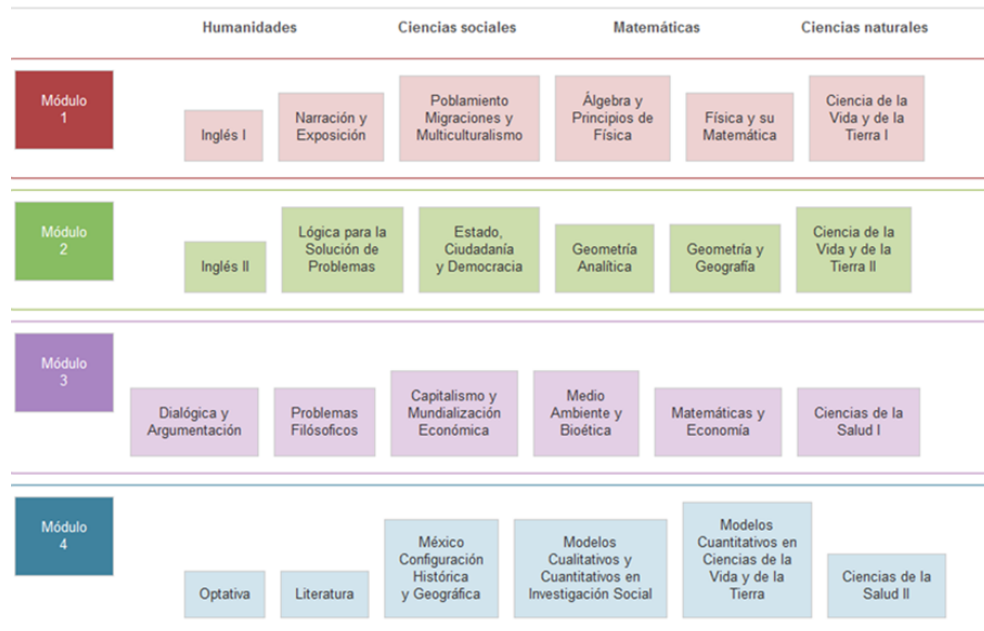 Humanidades
Ciencias sociales
Matemáticas
Ciencias naturales
Módulo
1
Inglés I
Narración y
Exposición
Poblamiento
Migraciones y
Multiculturalismo
Álgebra y
Principios de
Física
Física y su
Matemática
Ciencia de la
Vida y de la
Tierra I
Módulo
2
Inglés II
Lógica para la
Solución de
Problemas
Estado,
Ciudadanía
y Democracia
Geometría
Analítica
Geometría y
Geografía
Ciencia de la
Vida y de la
Tierra II
Módulo
3
Dialógica y
Argumentación
Problemas
Filósoficos
Capitalismo y
Mundialización
Económica
Medio
Ambiente y
Bioética
Matemáticas y
Economía
Ciencias de la
Salud I
Módulo
4
Optativa
Literatura
México
Configuración
Histórica
y Geográfica
Modelos
Cualitativos y
Cuantitativos en
Investigación Social
Modelos
Cuantitativos en
Ciencias de la
Vida y de la
Tierra
Ciencias de la
Salud II